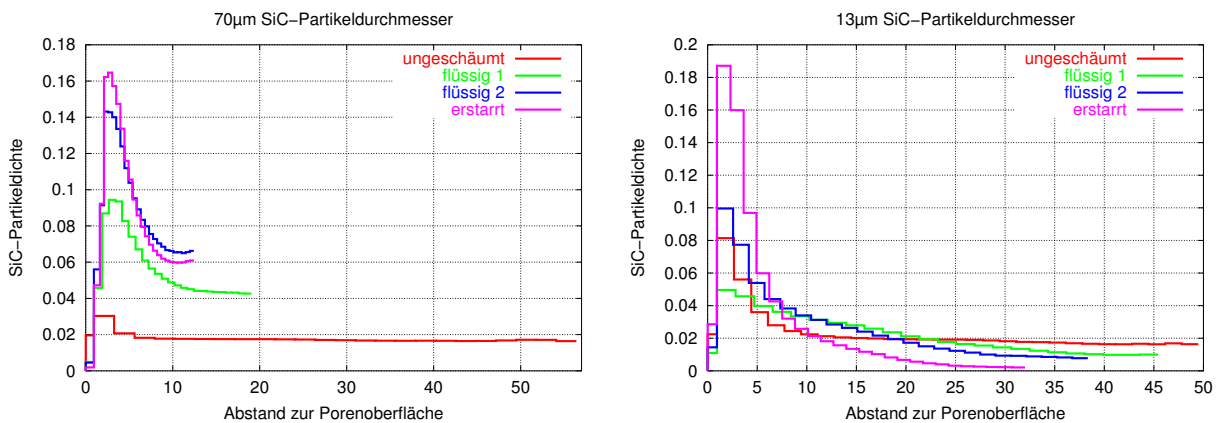 70µm SiC−Partikeldurchmesser
0.18
0.16
0.14
0.12
0.1
0.08
0.06
0.04
0.02
0
SiC−Partikeldichte
ungeschäumt
flüssig 1
flüssig 2
erstarrt
0 10 20 30 40 50
Abstand zur Porenoberfläche
13µm SiC−Partikeldurchmesser
0.2
0.18
0.16
0.14
0.12
0.1
0.08
0.06
0.04
0.02
0
SiC−Partikeldichte
ungeschäumt
flüssig 1
flüssig 2
erstarrt
0 5 10 15 20 25 30 35 40 45 50
Abstand zur Porenoberfläche